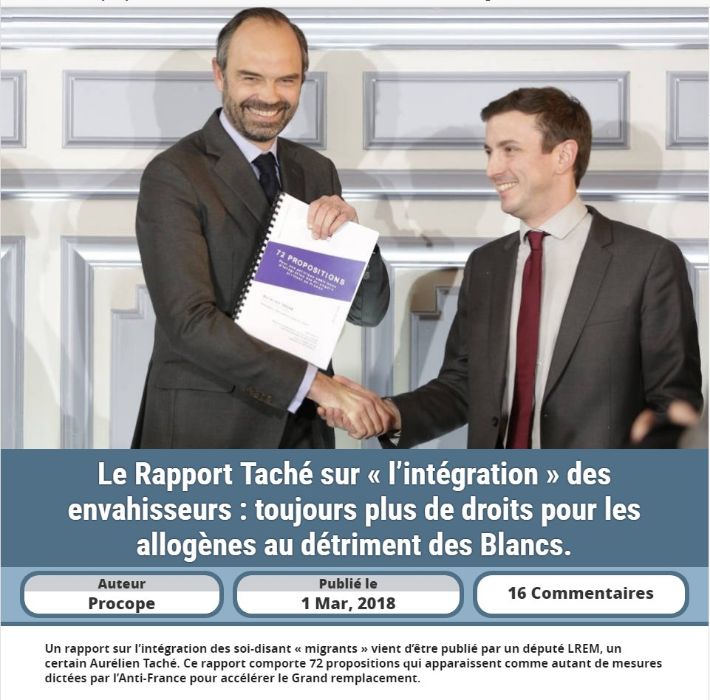 72 PROPOSITIONS
Le Rapport Taché sur « l’intégration » des
envahisseurs : toujours plus de droits pour les
allogènes au détriment des Blancs.
Auteur
Procope
Publié le
1 Mar, 2018
16 Commentaires
Un rapport sur l’intégration des soi-disant « migrants » vient d’être publié par un député LREM, un
certain Aurélien Taché. Ce rapport comporte 72 propositions qui apparaissent comme autant de mesures
dictées par l’Anti-France pour accélérer le Grand remplacement.